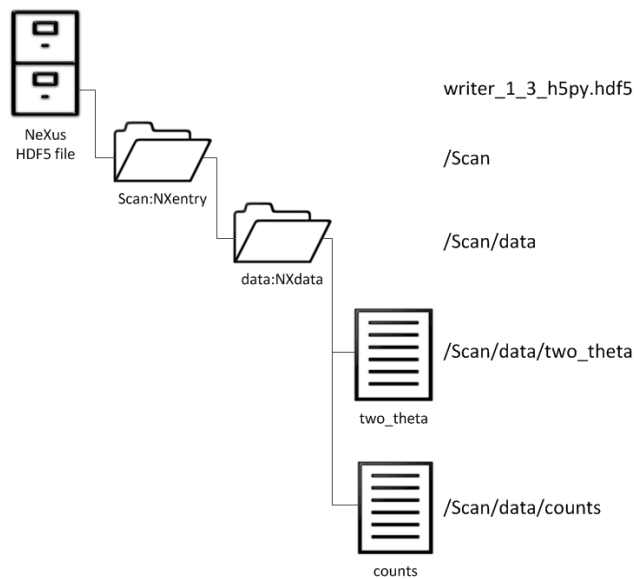 writer_1_3_h5py.hdf5
NeXus
HDF5 file
/Scan
Scan:NXentry
/Scan/data
data:NXdata
/Scan/data/two_theta
two_theta
/Scan/data/counts
counts